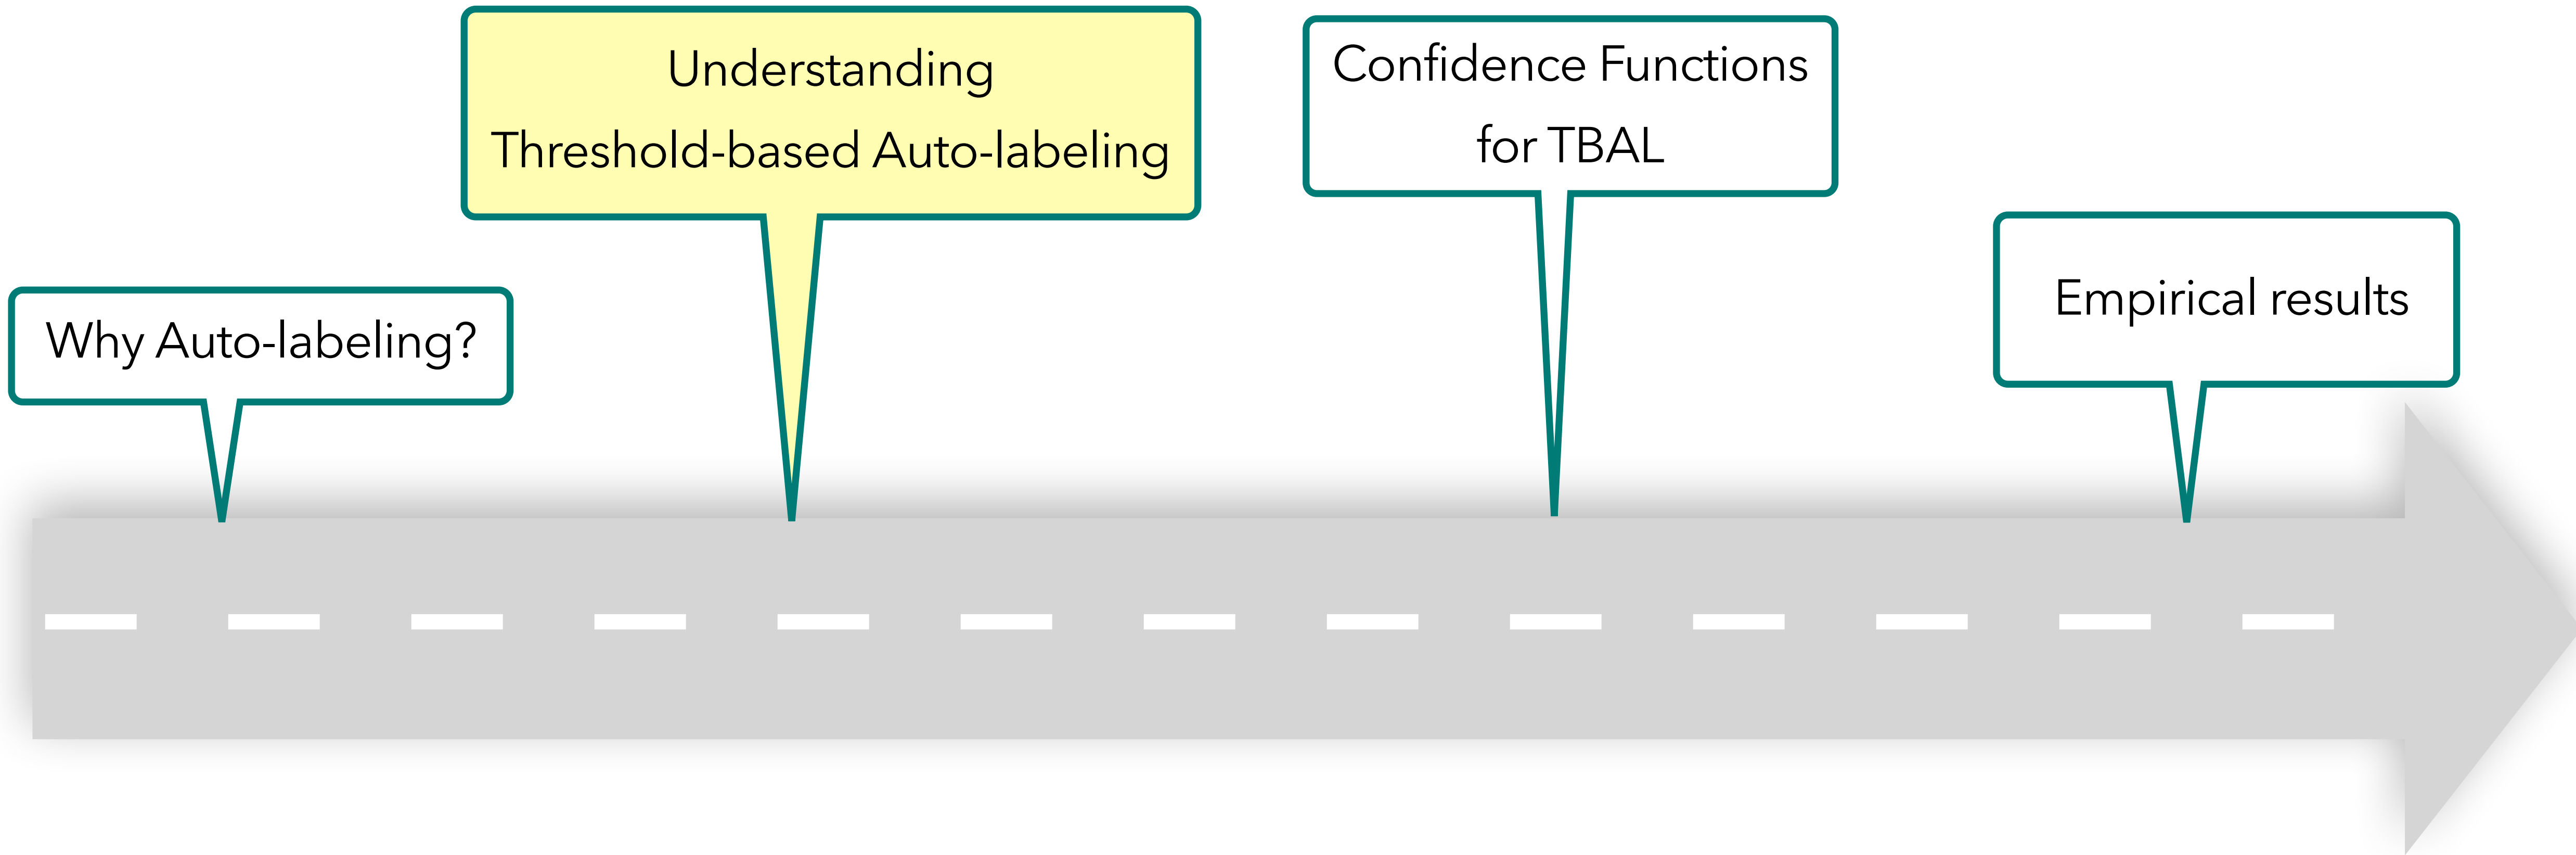 Why Auto-labeling?
Understanding
Threshold-based Auto-labeling
Confidence Functions
for TBAL
Empirical results